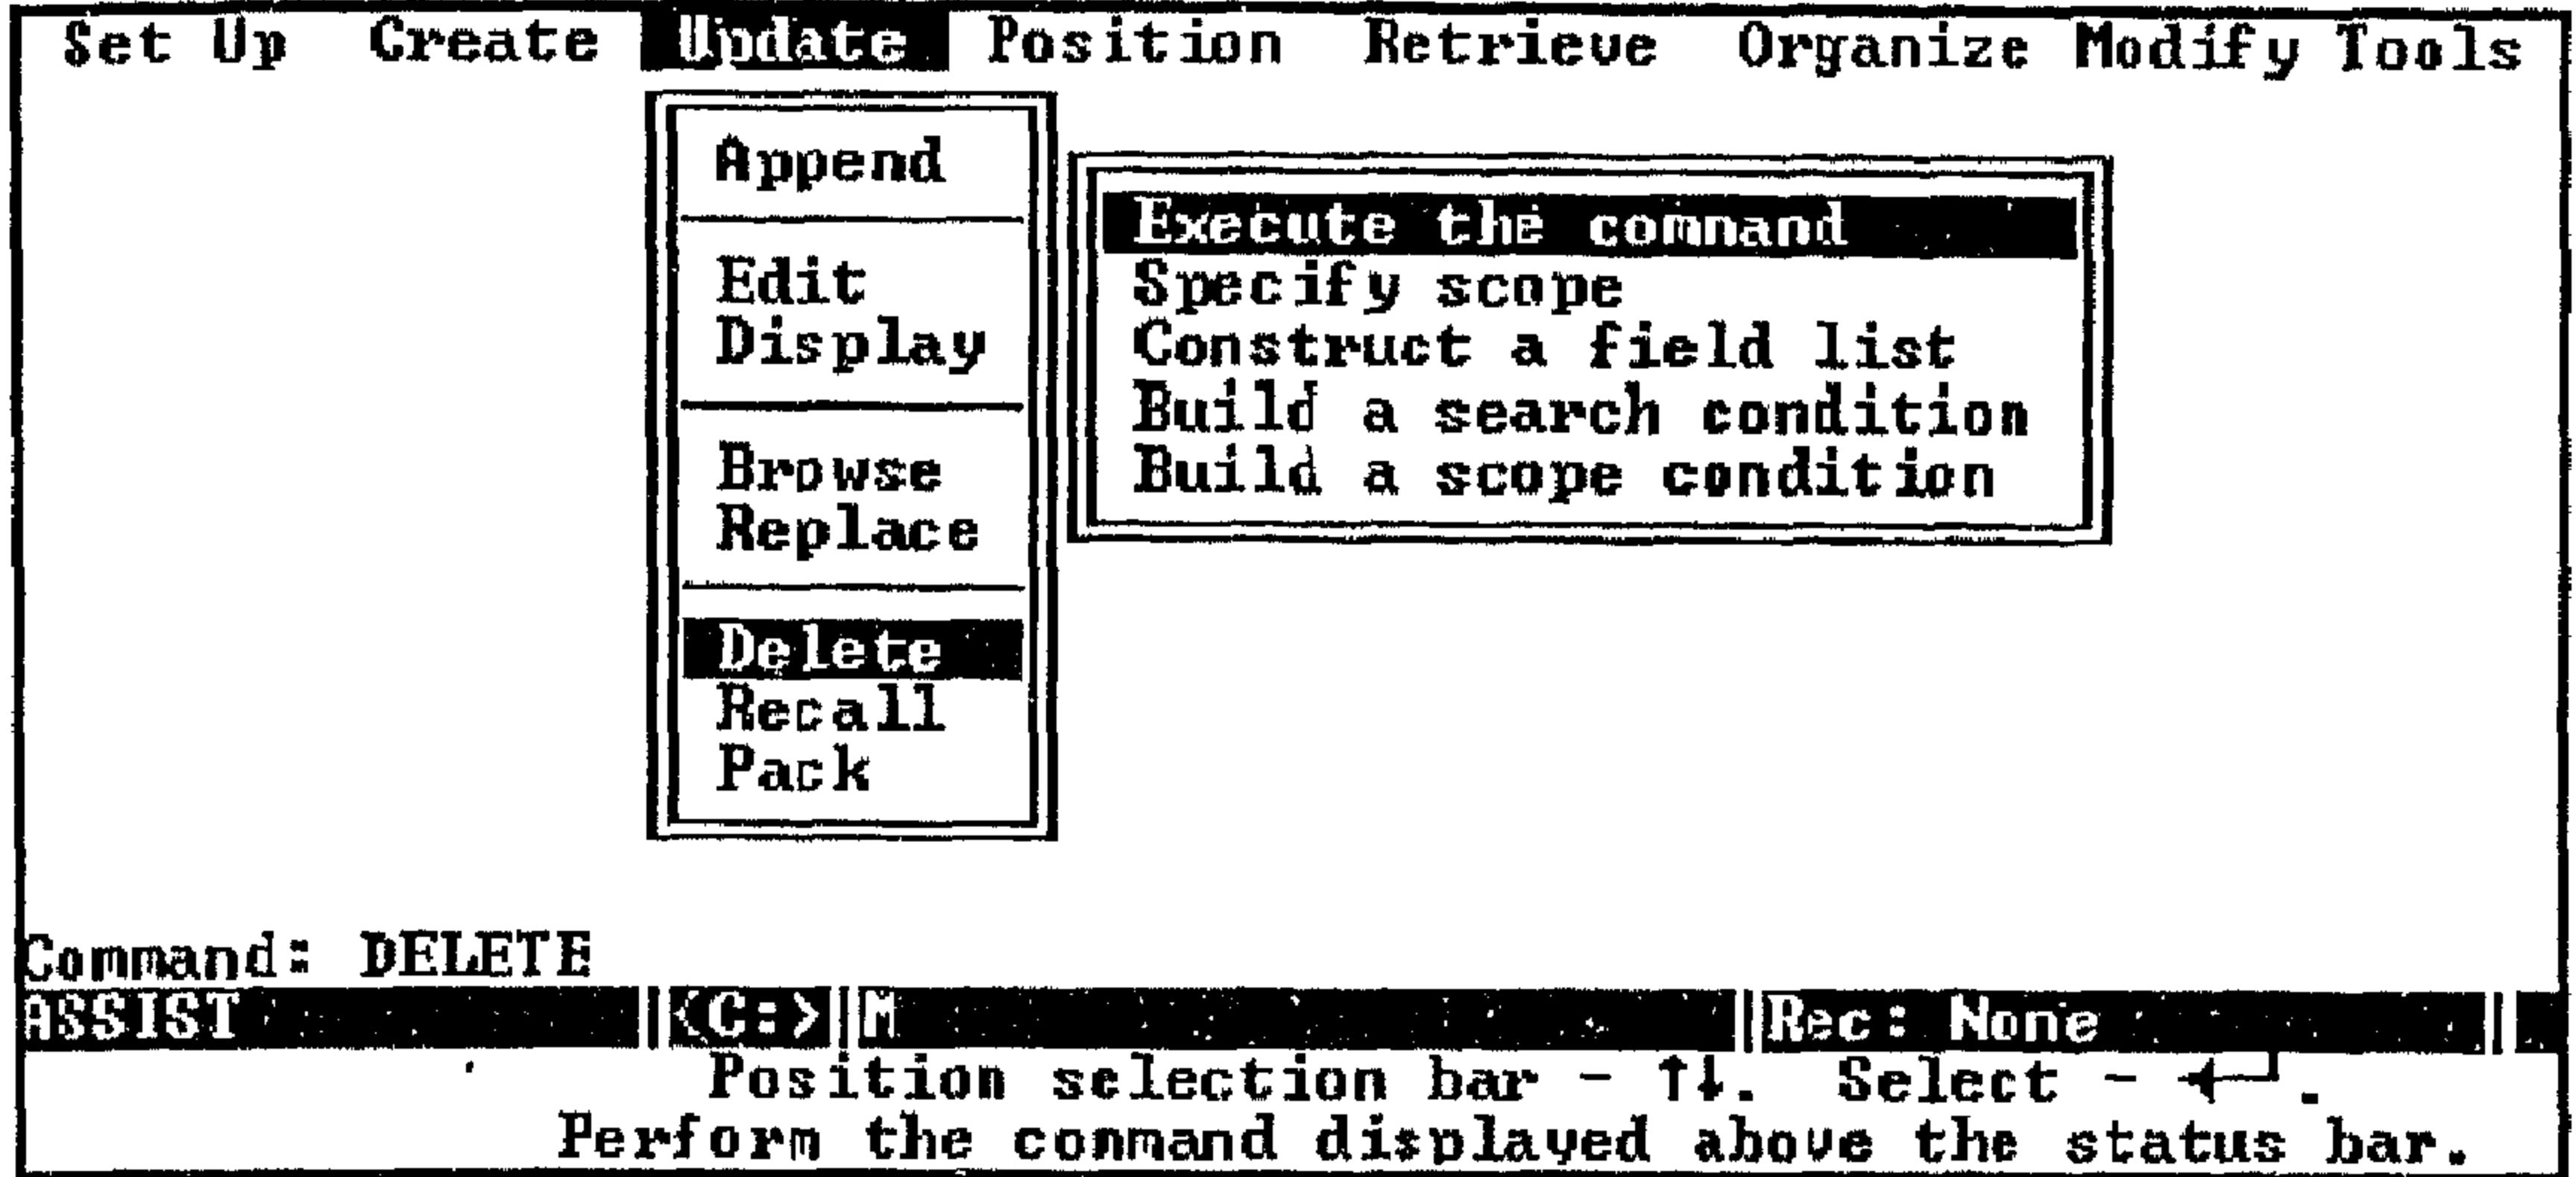 Set Up Create Update Position Retrieve Organize Modify Tools
Append
Edit
Display
Browse
Replace
Delete
Recall
Pack
Execute the command
Specify scope
Construct a field list
Build a search condition
Build a scope condition
Command: DELETE
ASSIST <C:> M Rec: None
Position selection bar - ↑↓. Select - ◄─┘.
Perform the command displayed above the status bar.